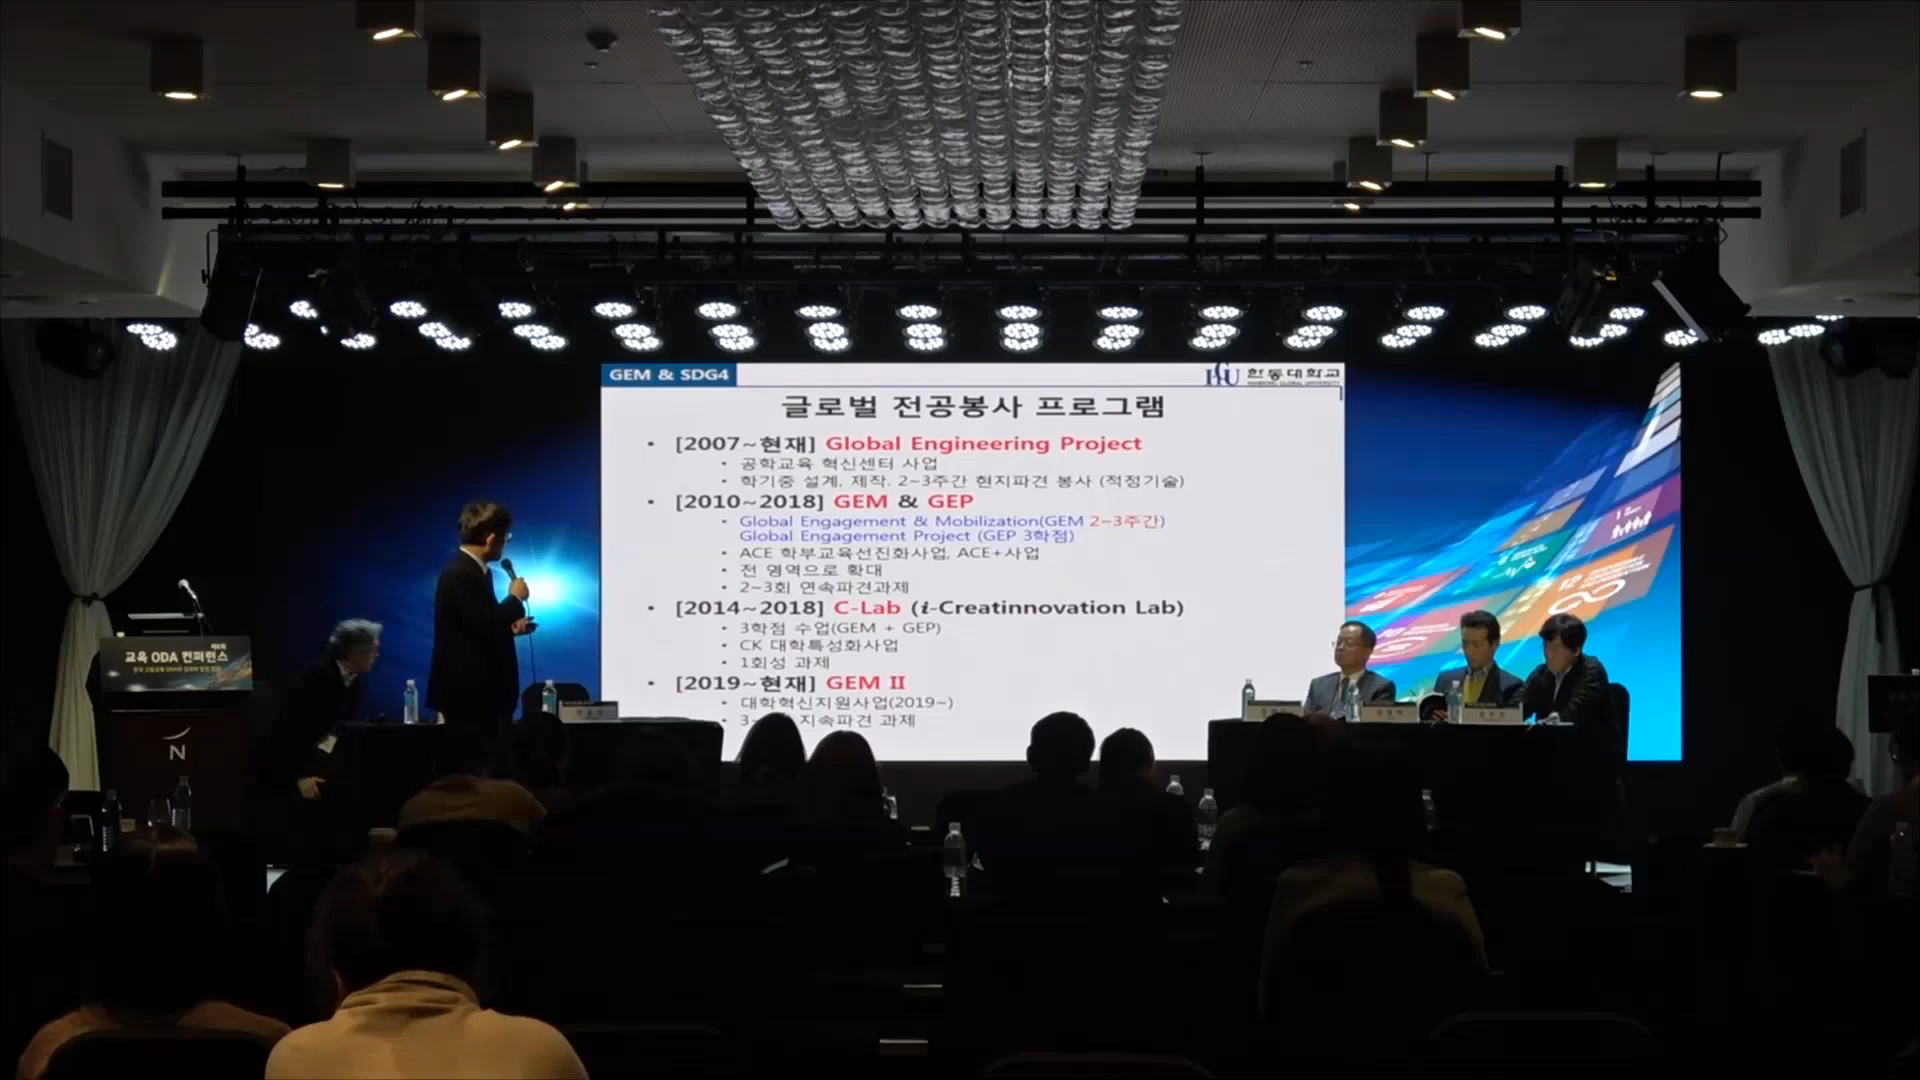 GEM & SDG4
HGU 한동대학교
HANDONG GLOBAL UNIVERSITY
글로벌 전공봉사 프로그램
• [2007~현재] Global Engineering Project
• 공학교육 혁신센터 사업
• 학기중 설계, 제작. 2~3주간 현지파견 봉사 (적정기술)
• [2010~2018] GEM & GEP
• Global Engagement & Mobilization(GEM 2~3주간)
Global Engagement Project (GEP 3학점)
• ACE 학부교육선진화사업, ACE+사업
• 전 영역으로 확대
• 2~3회 연속파견과제
• [2014~2018] C-Lab (i-Creatinnovation Lab)
• 3학점 수업(GEM + GEP)
• CK 대학특성화사업
• 1회성 과제
• [2019~현재] GEM II
• 대학혁신지원사업(2019~)
• 지속파견 과제
교육 ODA 컨퍼런스
N